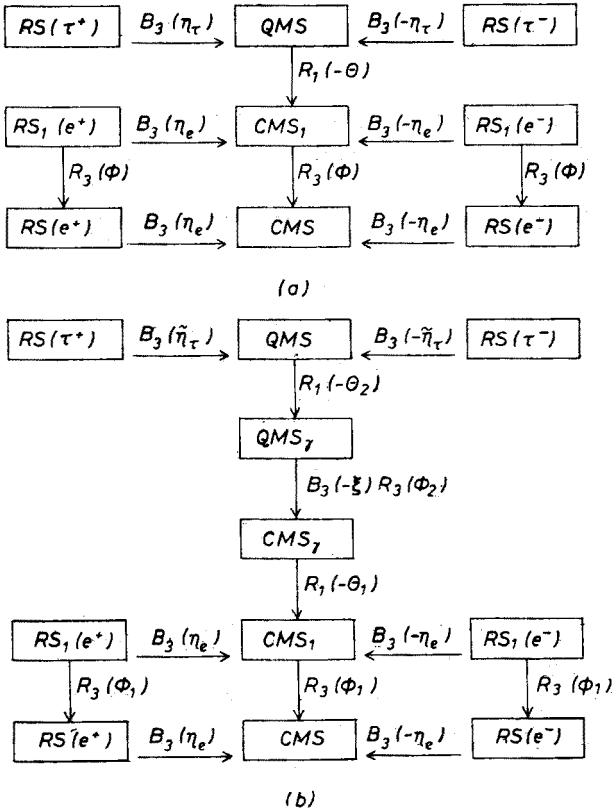 RS(τ⁺) B₃(η_τ) QMS B₃(-η_τ) RS(τ⁻)
R₁(-Θ)
RS₁(e⁺) B₃(η_e) CMS₁ B₃(-η_e) RS₁(e⁻)
R₃(Φ) R₃(Φ) R₃(Φ)
RS(e⁺) B₃(η_e) CMS B₃(-η_e) RS(e⁻)
(a)
RS(τ⁺) B₃(η̃_τ) QMS B₃(-η̃_τ) RS(τ⁻)
R₁(-Θ₂)
QMS_γ
B₃(-ξ) R₃(Φ₂)
CMS_γ
R₁(-Θ₁)
RS₁(e⁺) B₃(η_e) CMS₁ B₃(-η_e) RS₁(e⁻)
R₃(Φ₁) R₃(Φ₁) R₃(Φ₁)
RS(e⁺) B₃(η_e) CMS B₃(-η_e) RS(e⁻)
(b)